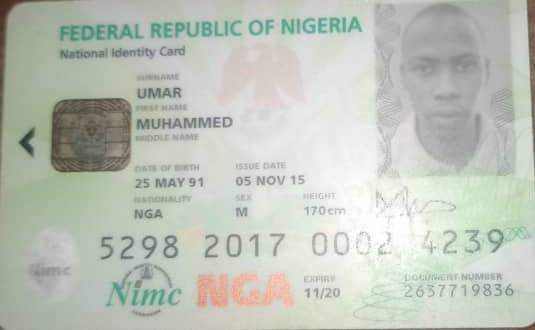 FEDERAL REPUBLIC OF NIGERIA
National Identity Card
SURNAME
UMAR
FIRST NAME
MUHAMMED
MIDDLE NAME
DATE OF BIRTH ISSUE DATE
25 MAY 91 05 NOV 15
NATIONALITY SEX HEIGHT
NGA M 170cm
5298 2017 0002 4239
Nimc
Nimc NGA
EXPIRY
11/20
DOCUMENT NUMBER
2637719836